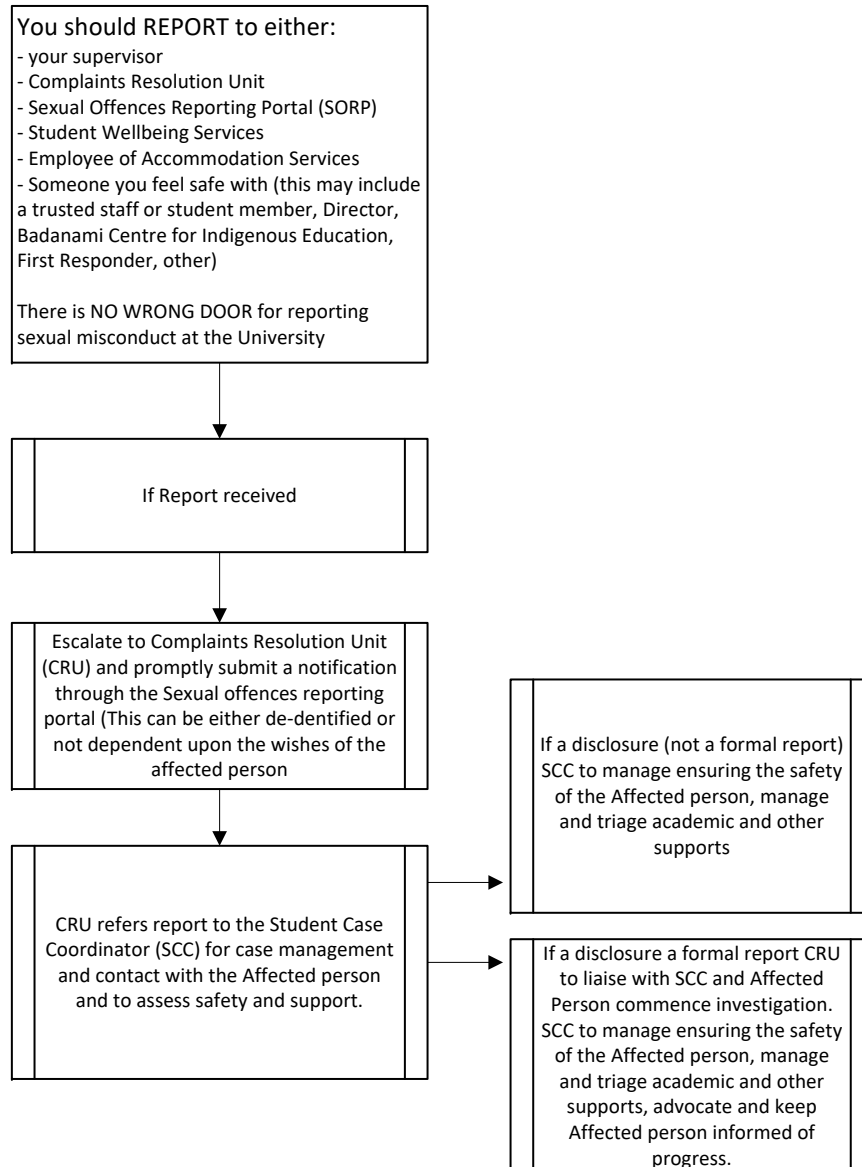 You should REPORT to either:
- your supervisor
- Complaints Resolution Unit
- Sexual Offences Reporting Portal (SORP)
- Student Wellbeing Services
- Employee of Accommodation Services
- Someone you feel safe with (this may include
a trusted staff or student member, Director,
Badanami Centre for Indigenous Education,
First Responder, other)
There is NO WRONG DOOR for reporting
sexual misconduct at the University
If Report received
Escalate to Complaints Resolution Unit
(CRU) and promptly submit a notification
through the Sexual offences reporting
portal (This can be either de-dentified or
not dependent upon the wishes of the
affected person
CRU refers report to the Student Case
Coordinator (SCC) for case management
and contact with the Affected person
and to assess safety and support.
If a disclosure (not a formal report)
SCC to manage ensuring the safety
of the Affected person, manage
and triage academic and other
supports
If a disclosure a formal report CRU
to liaise with SCC and Affected
Person commence investigation.
SCC to manage ensuring the safety
of the Affected person, manage
and triage academic and other
supports, advocate and keep
Affected person informed of
progress.